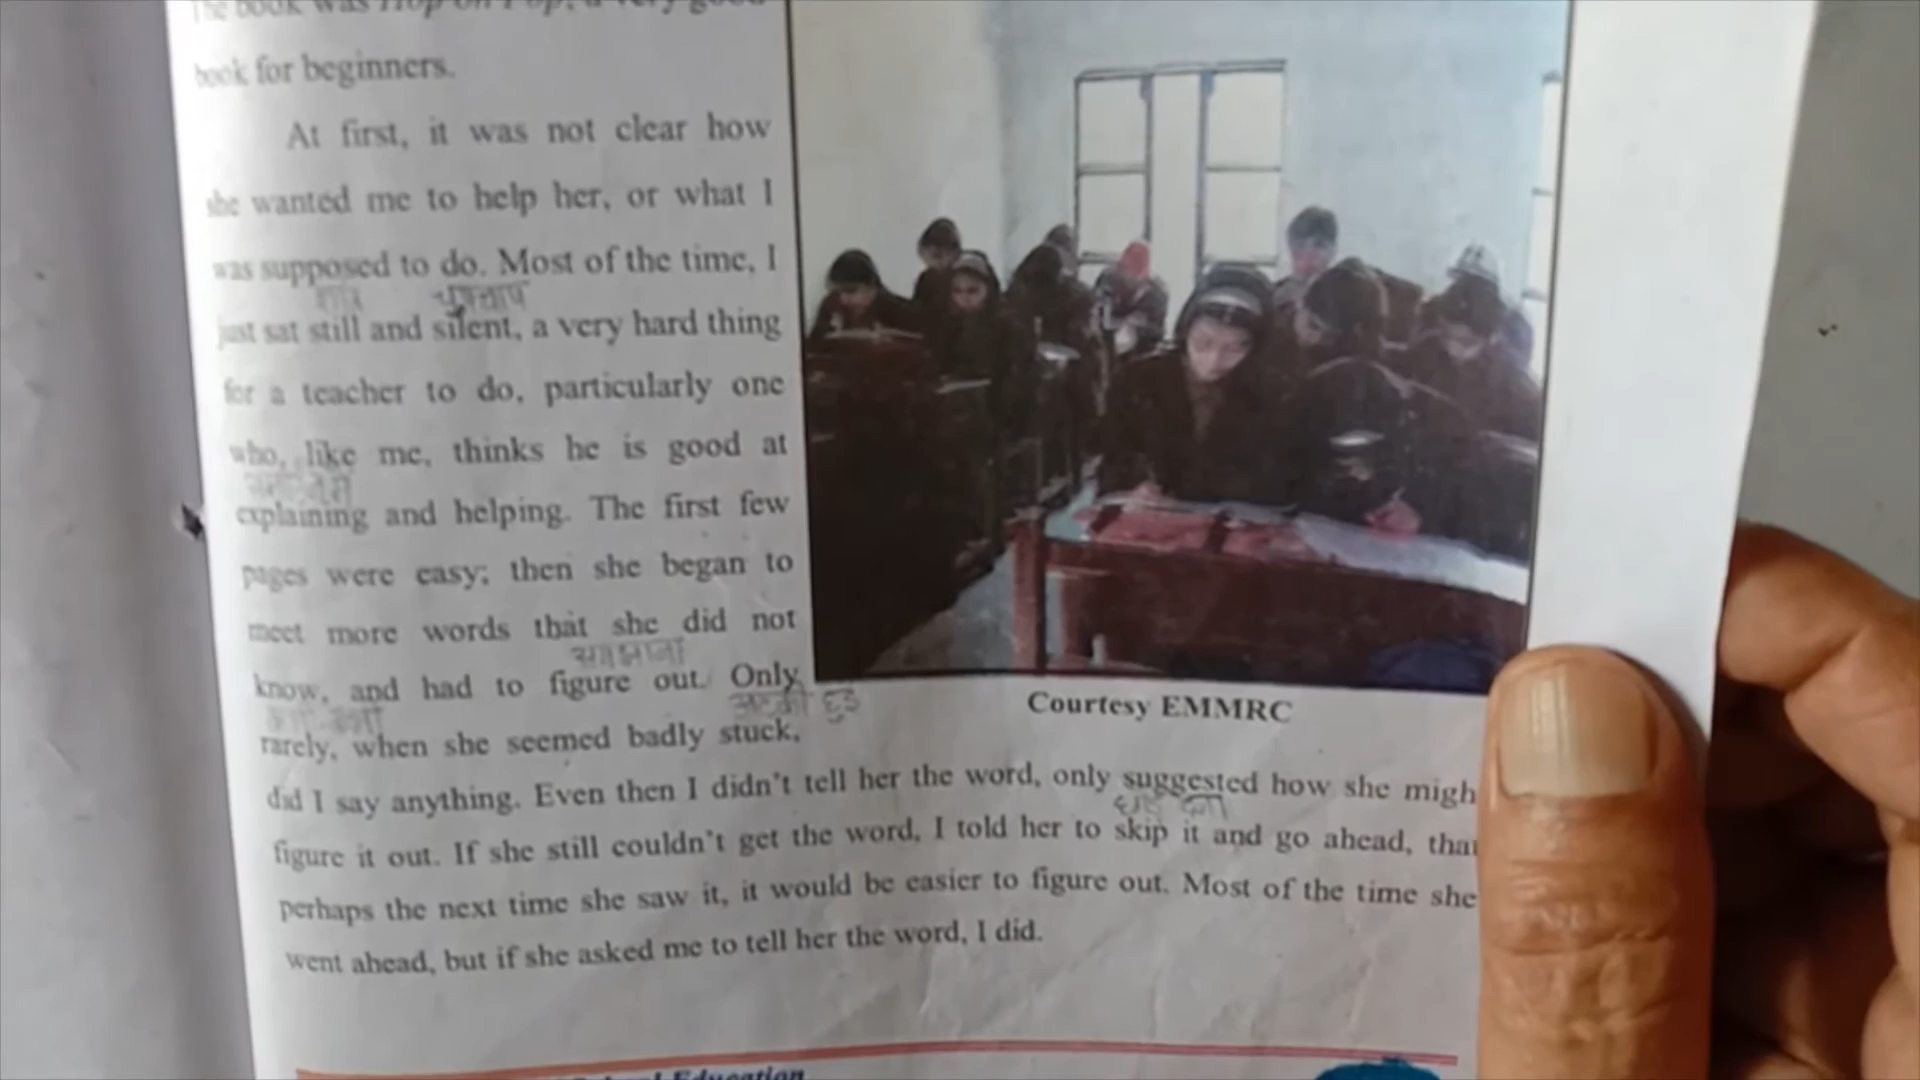 The book was Hop on Pop, a very good
book for beginners.
At first, it was not clear how
she wanted me to help her, or what I
was supposed to do. Most of the time, I
चुपचाप
just sat still and silent, a very hard thing
for a teacher to do, particularly one
who, like me, thinks he is good at
explaining and helping. The first few
pages were easy; then she began to
meet more words that she did not
समझना
know, and had to figure out. Only
rarely, when she seemed badly stuck,
Courtesy EMMRC
did I say anything. Even then I didn't tell her the word, only suggested how she migh
figure it out. If she still couldn't get the word, I told her to skip it and go ahead, that
perhaps the next time she saw it, it would be easier to figure out. Most of the time she
went ahead, but if she asked me to tell her the word, I did.
Education